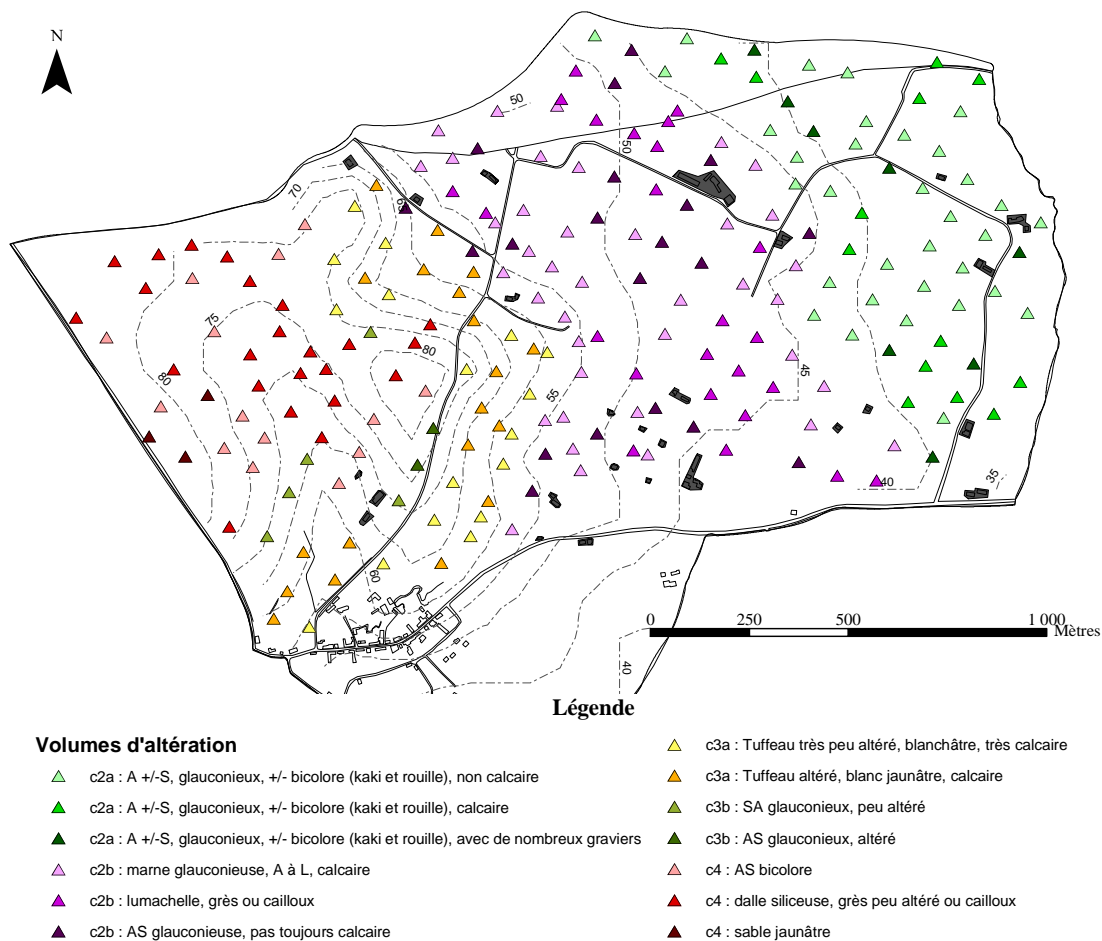 N
50
50
70
65
75
80
80
55
45
40
35
60
40
0 250 500 1 000
Mètres
Légende
Volumes d'altération
c2a : A +/-S, glauconieux, +/- bicolore (kaki et rouille), non calcaire
c2a : A +/-S, glauconieux, +/- bicolore (kaki et rouille), calcaire
c2a : A +/-S, glauconieux, +/- bicolore (kaki et rouille), avec de nombreux graviers
c2b : marne glauconieuse, A à L, calcaire
c2b : lumachelle, grès ou cailloux
c2b : AS glauconieuse, pas toujours calcaire
c3a : Tuffeau très peu altéré, blanchâtre, très calcaire
c3a : Tuffeau altéré, blanc jaunâtre, calcaire
c3b : SA glauconieux, peu altéré
c3b : AS glauconieux, altéré
c4 : AS bicolore
c4 : dalle siliceuse, grès peu altéré ou cailloux
c4 : sable jaunâtre